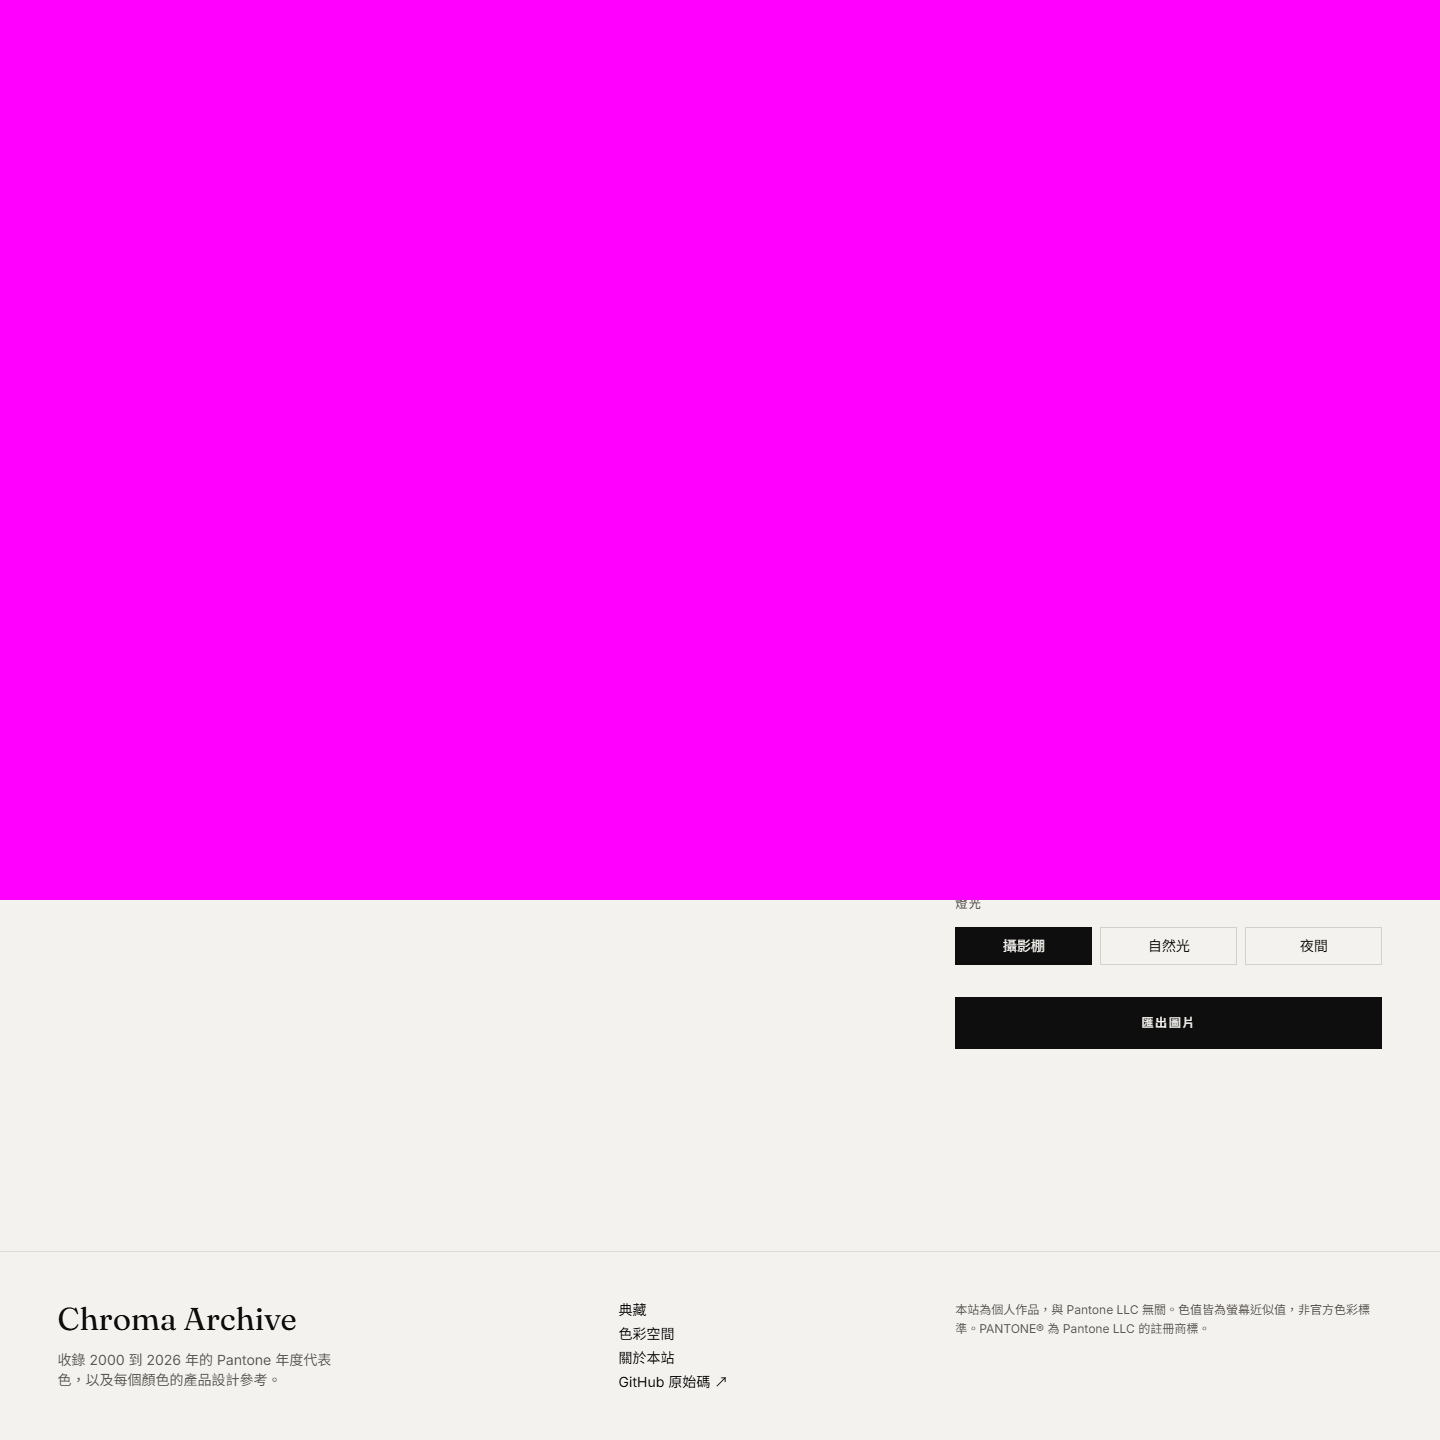 燈光
攝影棚
自然光
夜間
匯出圖片
Chroma Archive
收錄 2000 到 2026 年的 Pantone 年度代表
色，以及每個顏色的產品設計參考。
典藏
色彩空間
關於本站
GitHub 原始碼 ↗
本站為個人作品，與 Pantone LLC 無關。色值皆為螢幕近似值，非官方色彩標
準。PANTONE® 為 Pantone LLC 的註冊商標。